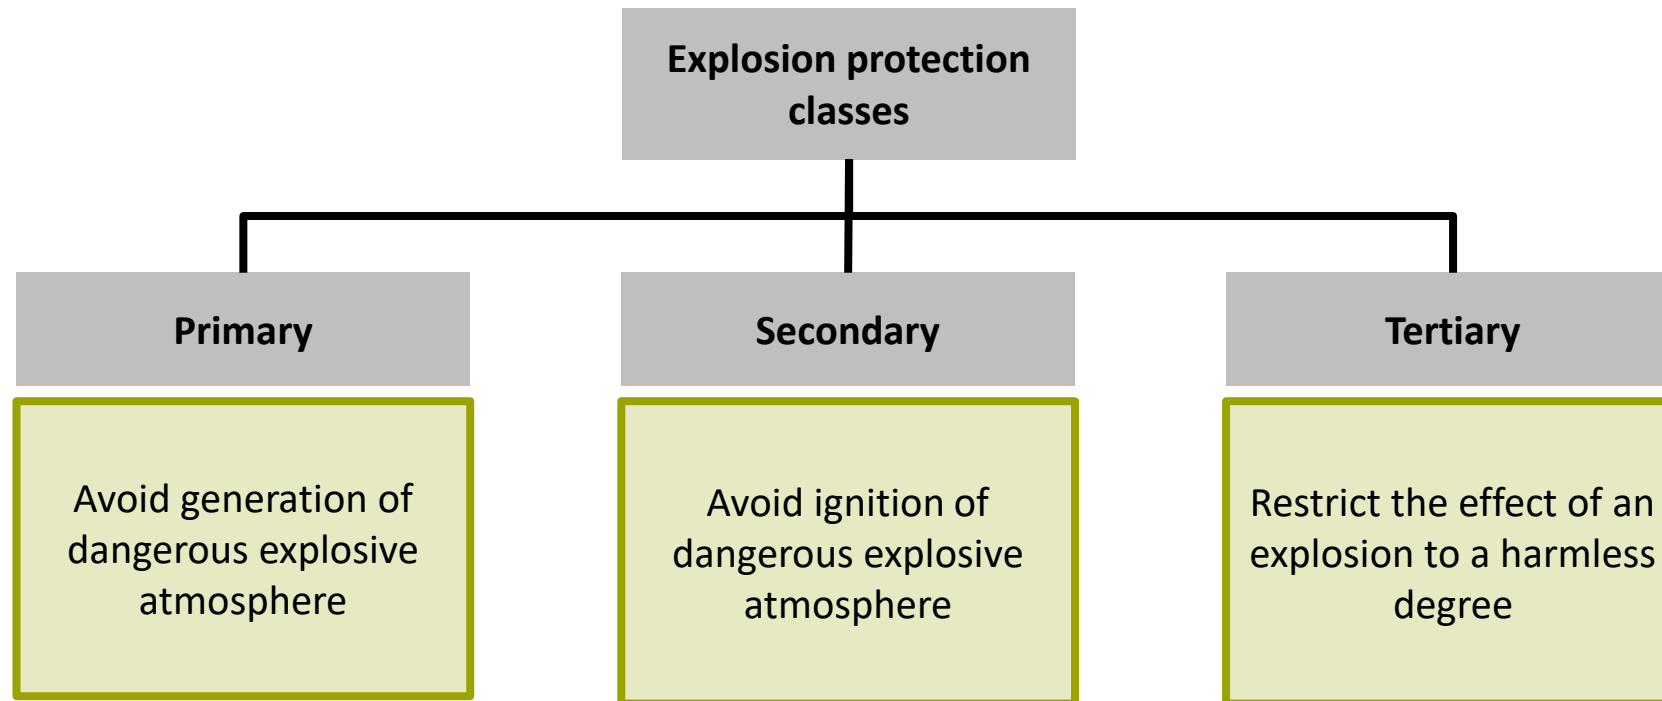 Explosion protection
classes
Primary
Secondary
Tertiary
Avoid generation of
dangerous explosive
atmosphere
Avoid ignition of
dangerous explosive
atmosphere
Restrict the effect of an
explosion to a harmless
degree